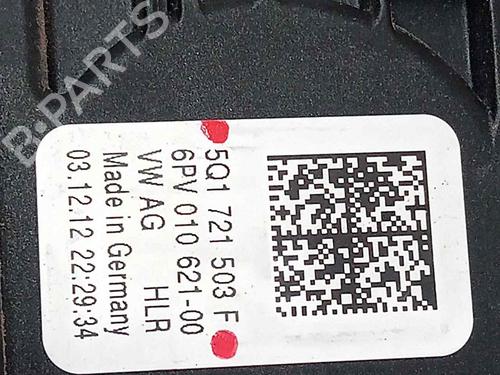 5Q1 721 503 F
6PV 010 621-00
VW AG HLR
Made in Germany
03.12.12 22:29:34
B-PARTS